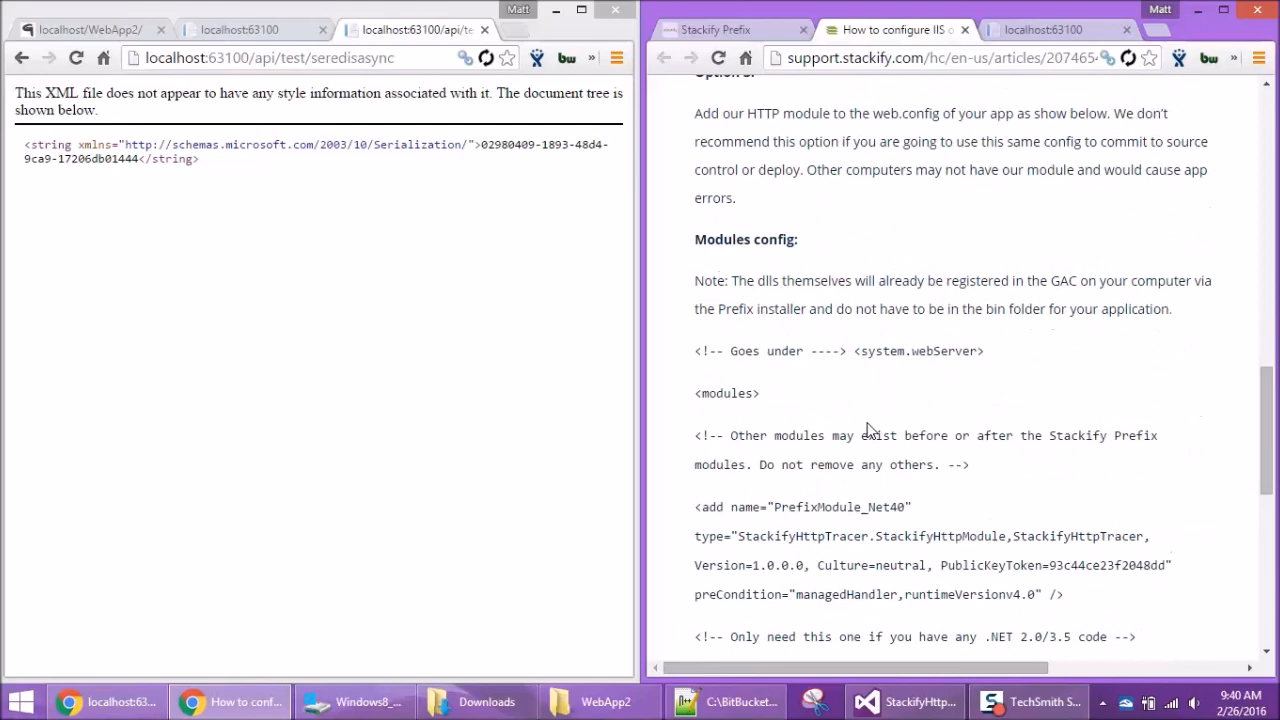 Matt
localhost/WebApp2/
localhost:63100
localhost:63100/api/te
localhost:63100/api/test/seredisasync
bw
»
This XML file does not appear to have any style information associated with it. The document tree is
shown below.
<string xmlns="http://schemas.microsoft.com/2003/10/Serialization/">02980409-1893-48d4-
9ca9-17206db01444</string>
Matt
Stackify Prefix
How to configure IIS o
localhost:63100
support.stackify.com/hc/en-us/articles/2074654
bw
»
Add our HTTP module to the web.config of your app as show below. We don't
recommend this option if you are going to use this same config to commit to source
control or deploy. Other computers may not have our module and would cause app
errors.
Modules config:
Note: The dlls themselves will already be registered in the GAC on your computer via
the Prefix installer and do not have to be in the bin folder for your application.
<!-- Goes under ----> <system.webServer>
<modules>
<!-- Other modules may exist before or after the Stackify Prefix
modules. Do not remove any others. -->
<add name="PrefixModule_Net40"
type="StackifyHttpTracer.StackifyHttpModule,StackifyHttpTracer,
Version=1.0.0.0, Culture=neutral, PublicKeyToken=93c44ce23f2048dd"
preCondition="managedHandler,runtimeVersionv4.0" />
<!-- Only need this one if you have any .NET 2.0/3.5 code -->
localhost:63...
How to conf...
Windows8_...
Downloads
WebApp2
C:\BitBucket...
StackifyHttp...
TechSmith S...
9:40 AM
2/26/2016